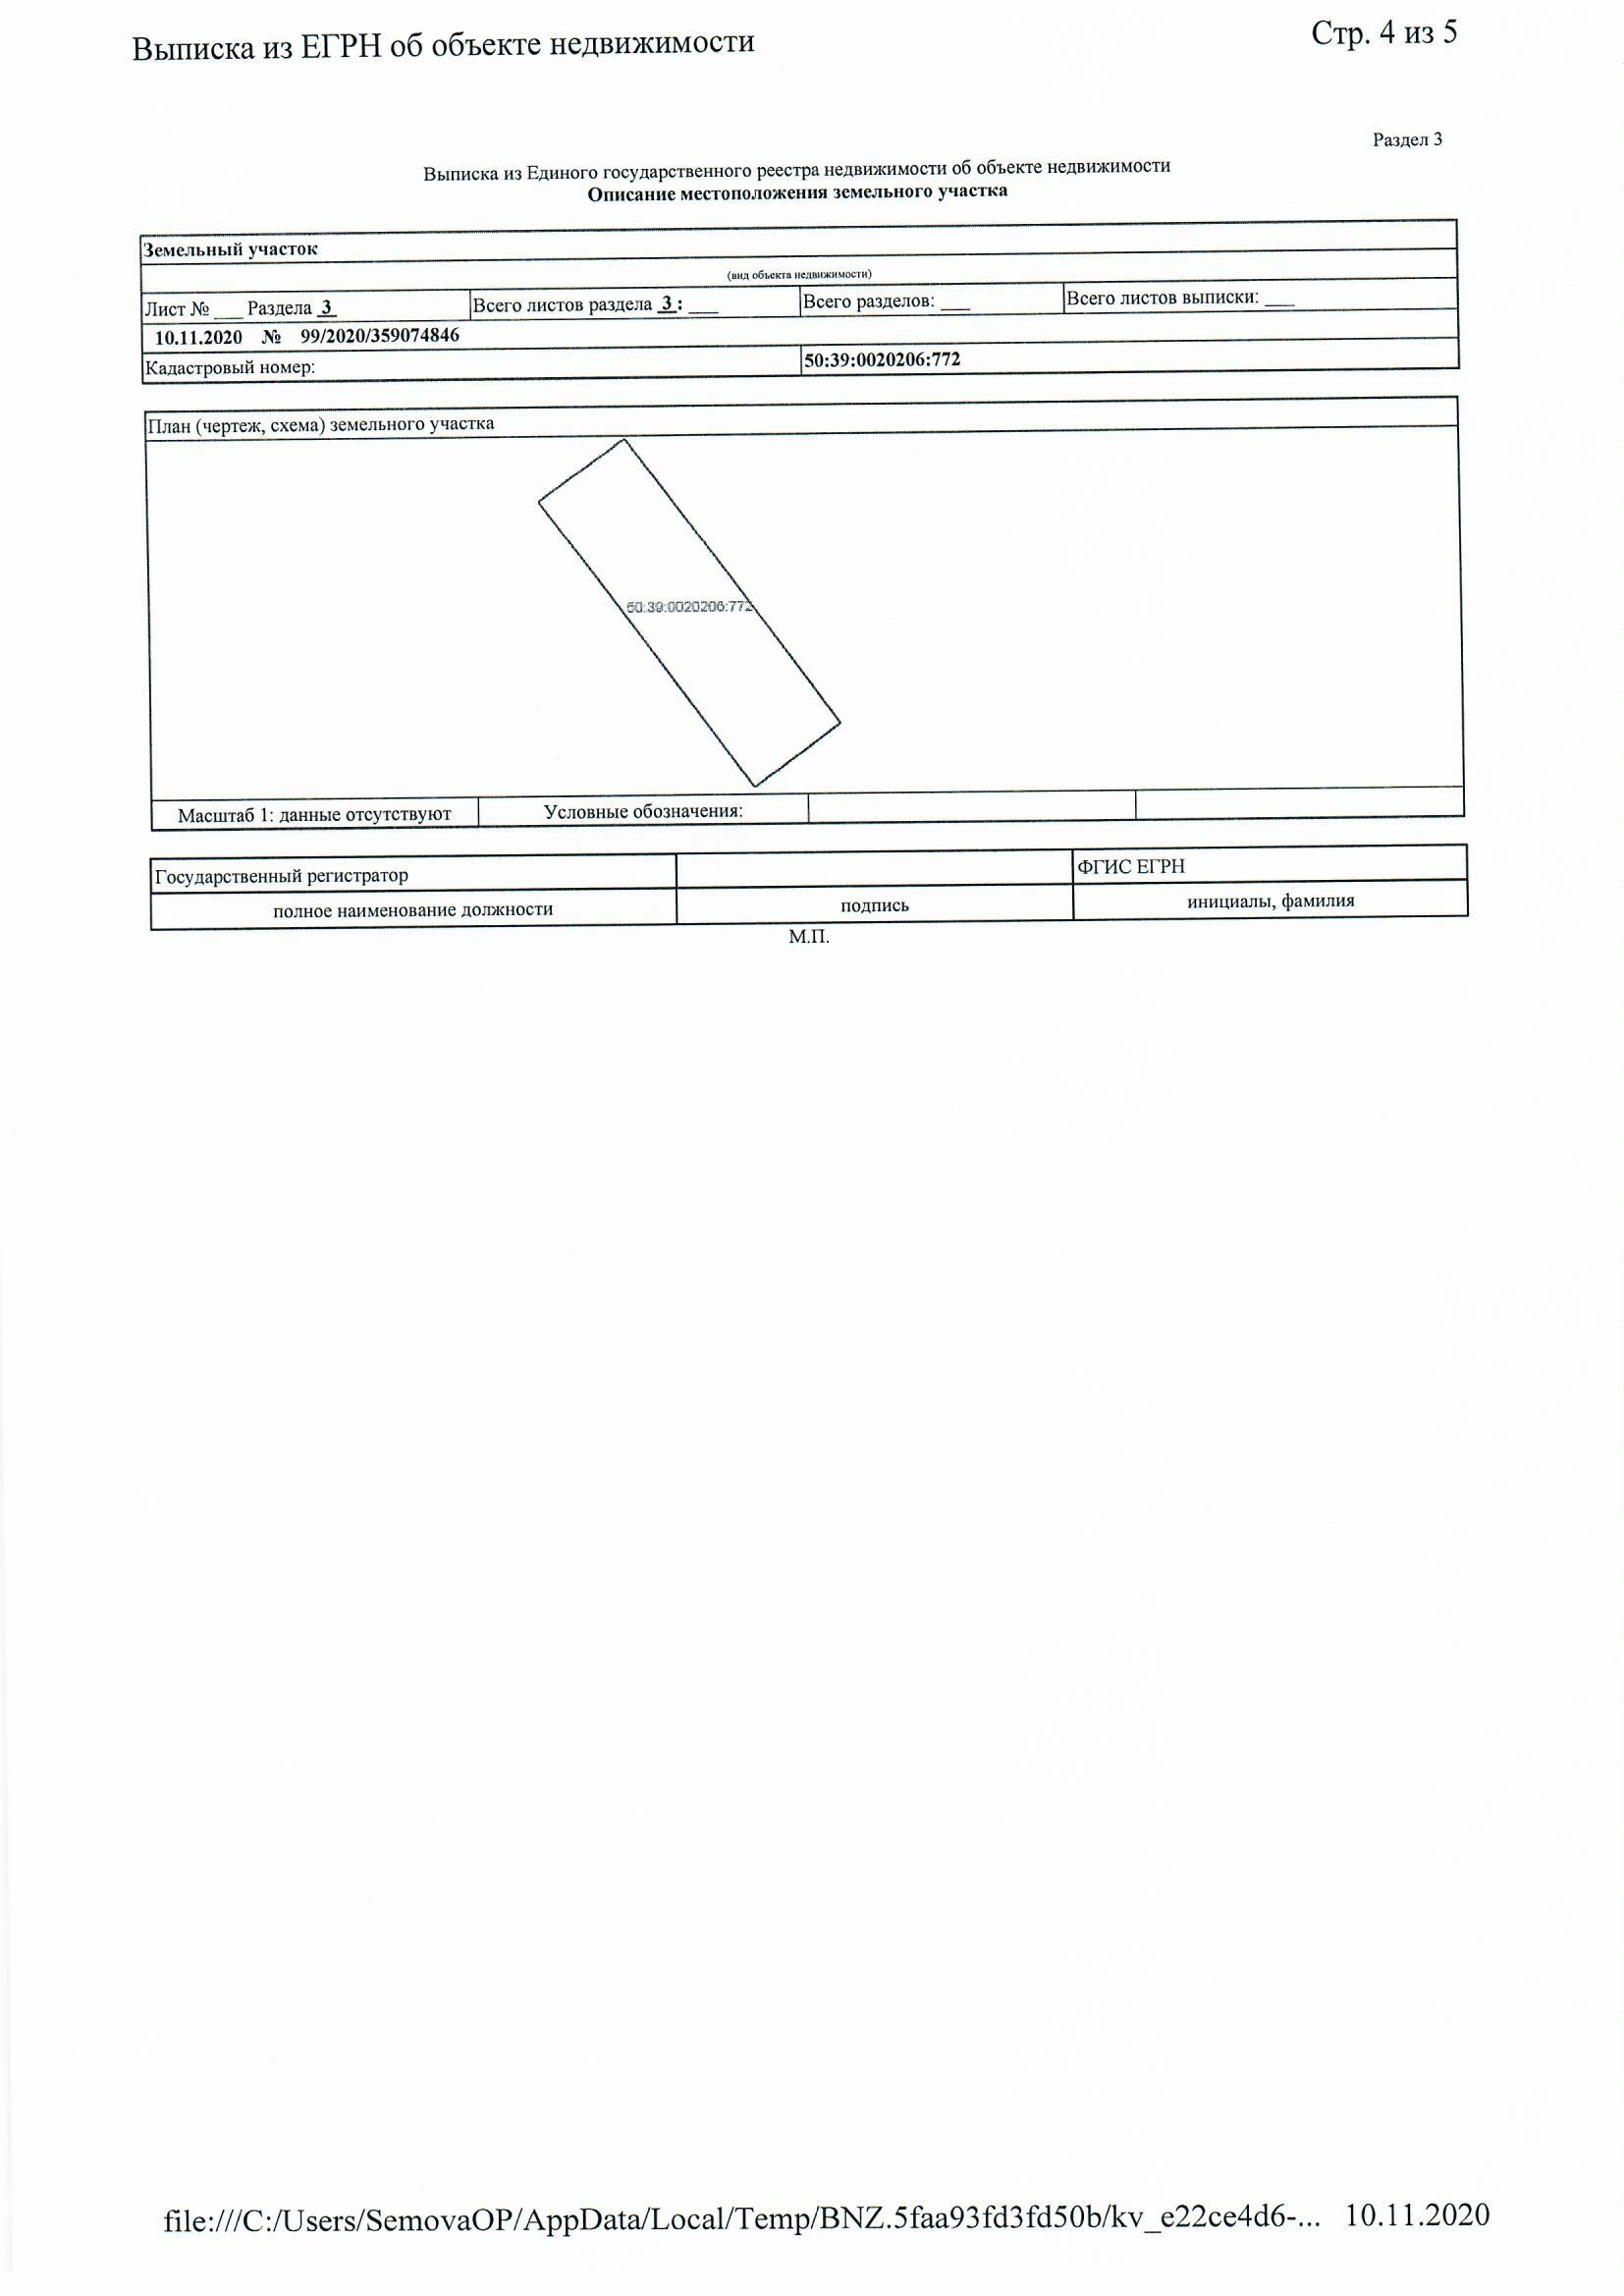 Выписка из ЕГРН об объекте недвижимости Стр. 4 из 5
Раздел 3
Выписка из Единого государственного реестра недвижимости об объекте недвижимости
Описание местоположения земельного участка
Земельный участок
(вид объекта недвижимости)
Лист № ___ Раздела 3 Всего листов раздела 3 : ___ Всего разделов: ___ Всего листов выписки: ___
10.11.2020 № 99/2020/359074846
Кадастровый номер: 50:39:0020206:772
План (чертеж, схема) земельного участка
50:39:0020206:772
Масштаб 1: данные отсутствуют Условные обозначения:
Государственный регистратор ФГИС ЕГРН
полное наименование должности подпись инициалы, фамилия
М.П.
file:///C:/Users/SemovaOP/AppData/Local/Temp/BNZ.5faa93fd3fd50b/kv_e22ce4d6-... 10.11.2020